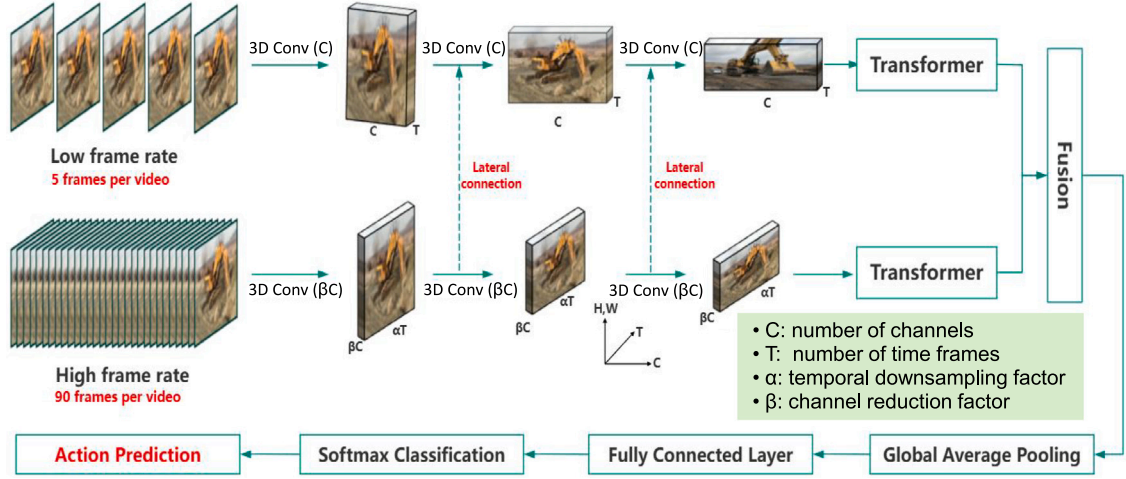 3D Conv (C)
3D Conv (C)
3D Conv (C)
Transformer
C
T
C
T
C
T
Low frame rate
5 frames per video
Lateral
connection
Lateral
connection
Fusion
3D Conv (βC)
3D Conv (βC)
3D Conv (βC)
Transformer
βC
αT
βC
αT
βC
αT
H,W
T
C
High frame rate
90 frames per video
• C: number of channels
• T: number of time frames
• α: temporal downsampling factor
• β: channel reduction factor
Action Prediction
Softmax Classification
Fully Connected Layer
Global Average Pooling